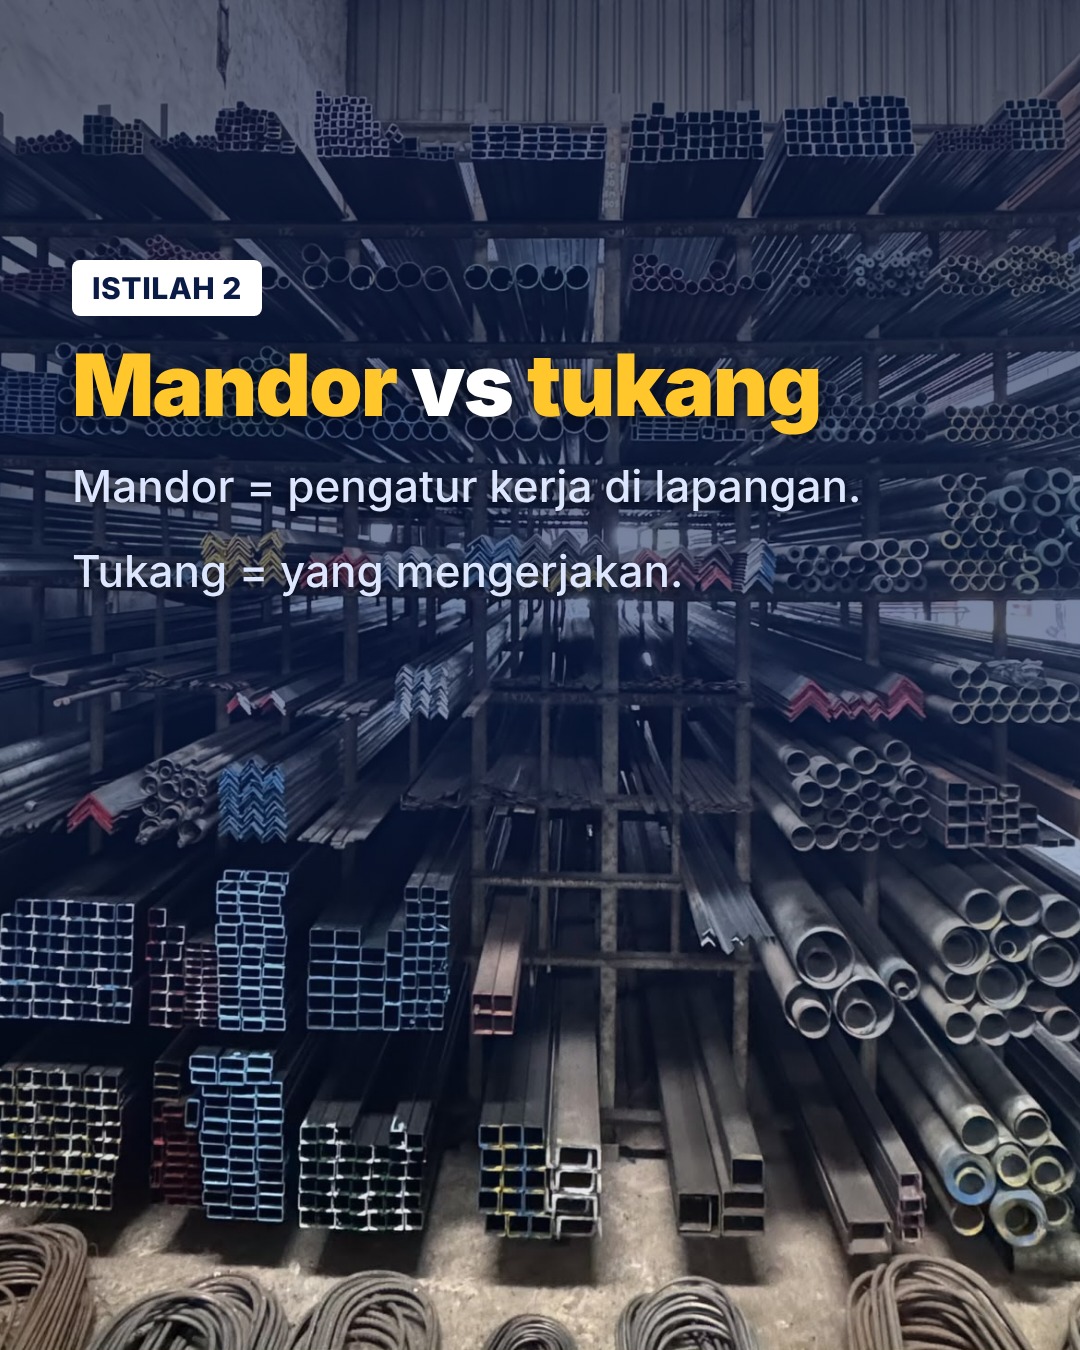 ISTILAH 2
Mandor vs tukang
Mandor = pengatur kerja di lapangan.
Tukang = yang mengerjakan.